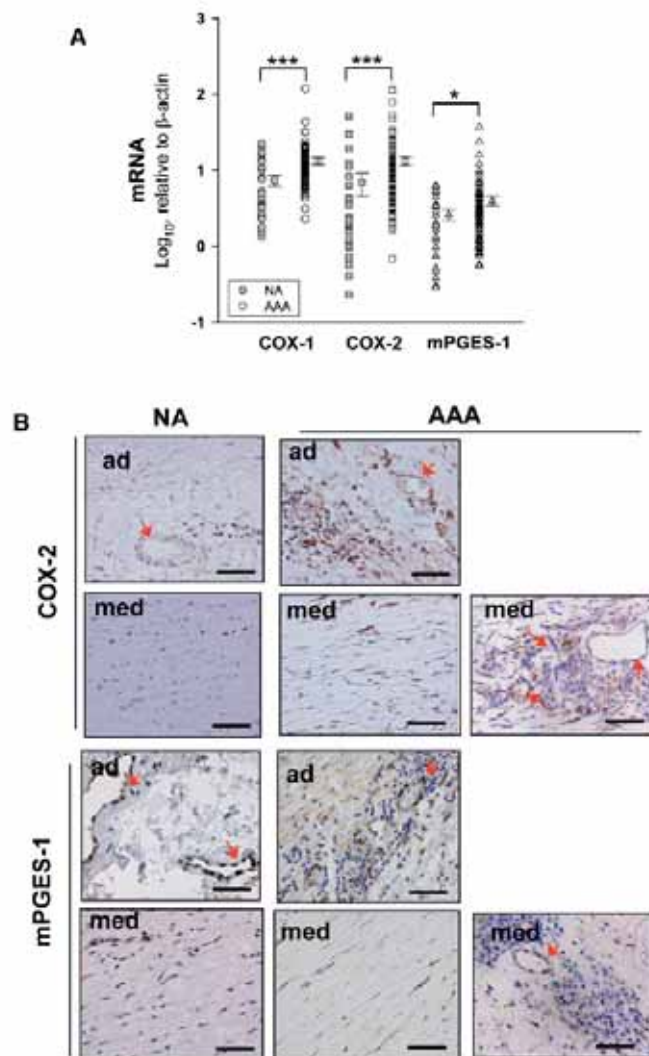 A
3
***
***
2
*
mRNA
Log₁₀, relative to β-actin
1
0
NA
AAA
-1
COX-1
COX-2
mPGES-1
B
NA
AAA
COX-2
ad
ad
med
med
med
mPGES-1
ad
ad
med
med
med